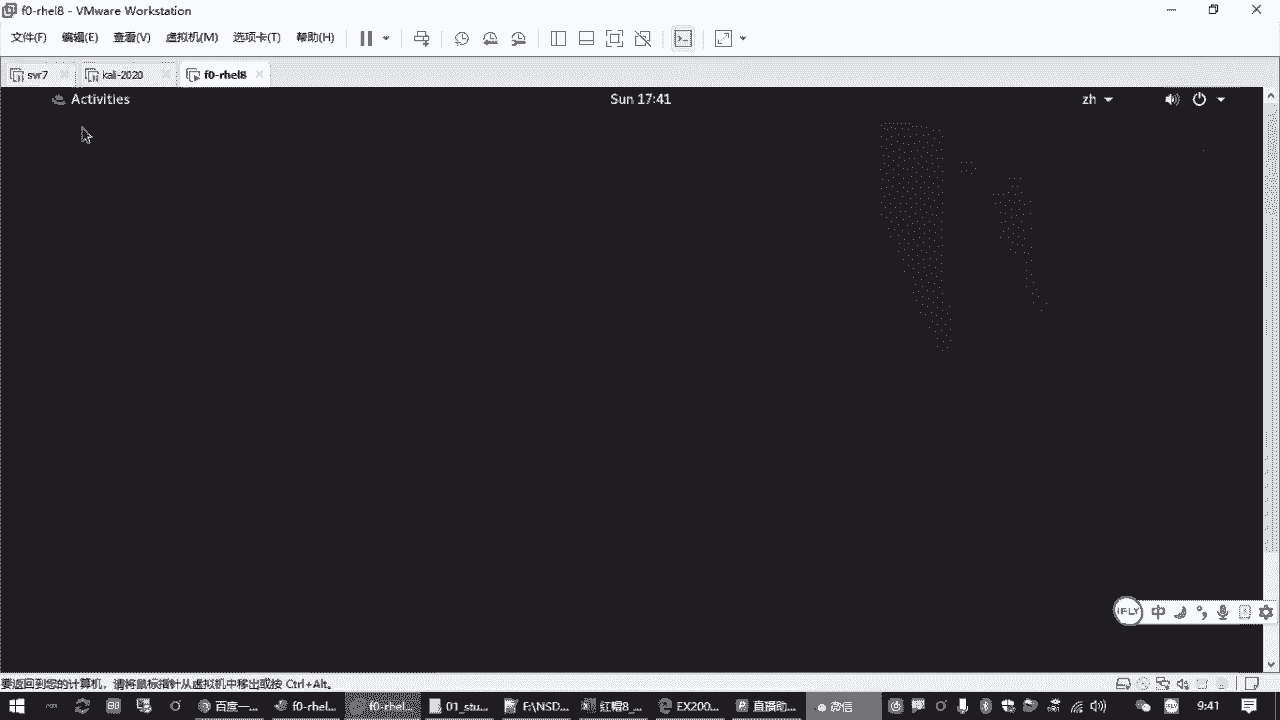 f0-rhel8 - VMware Workstation
文件(F) 编辑(E) 查看(V) 虚拟机(M) 选项卡(T) 帮助(H)
svr7 kali-2020 f0-rhel8
Activities Sun 17:41 zh
iFLY 中
要返回到您的计算机，请将鼠标指针从虚拟机中移出或按 Ctrl+Alt。
百度一... f0-rhel... f0-rhel... 01_stu... F:\NSD... 红帽8_... EX200... 直播的... 微信 9:41